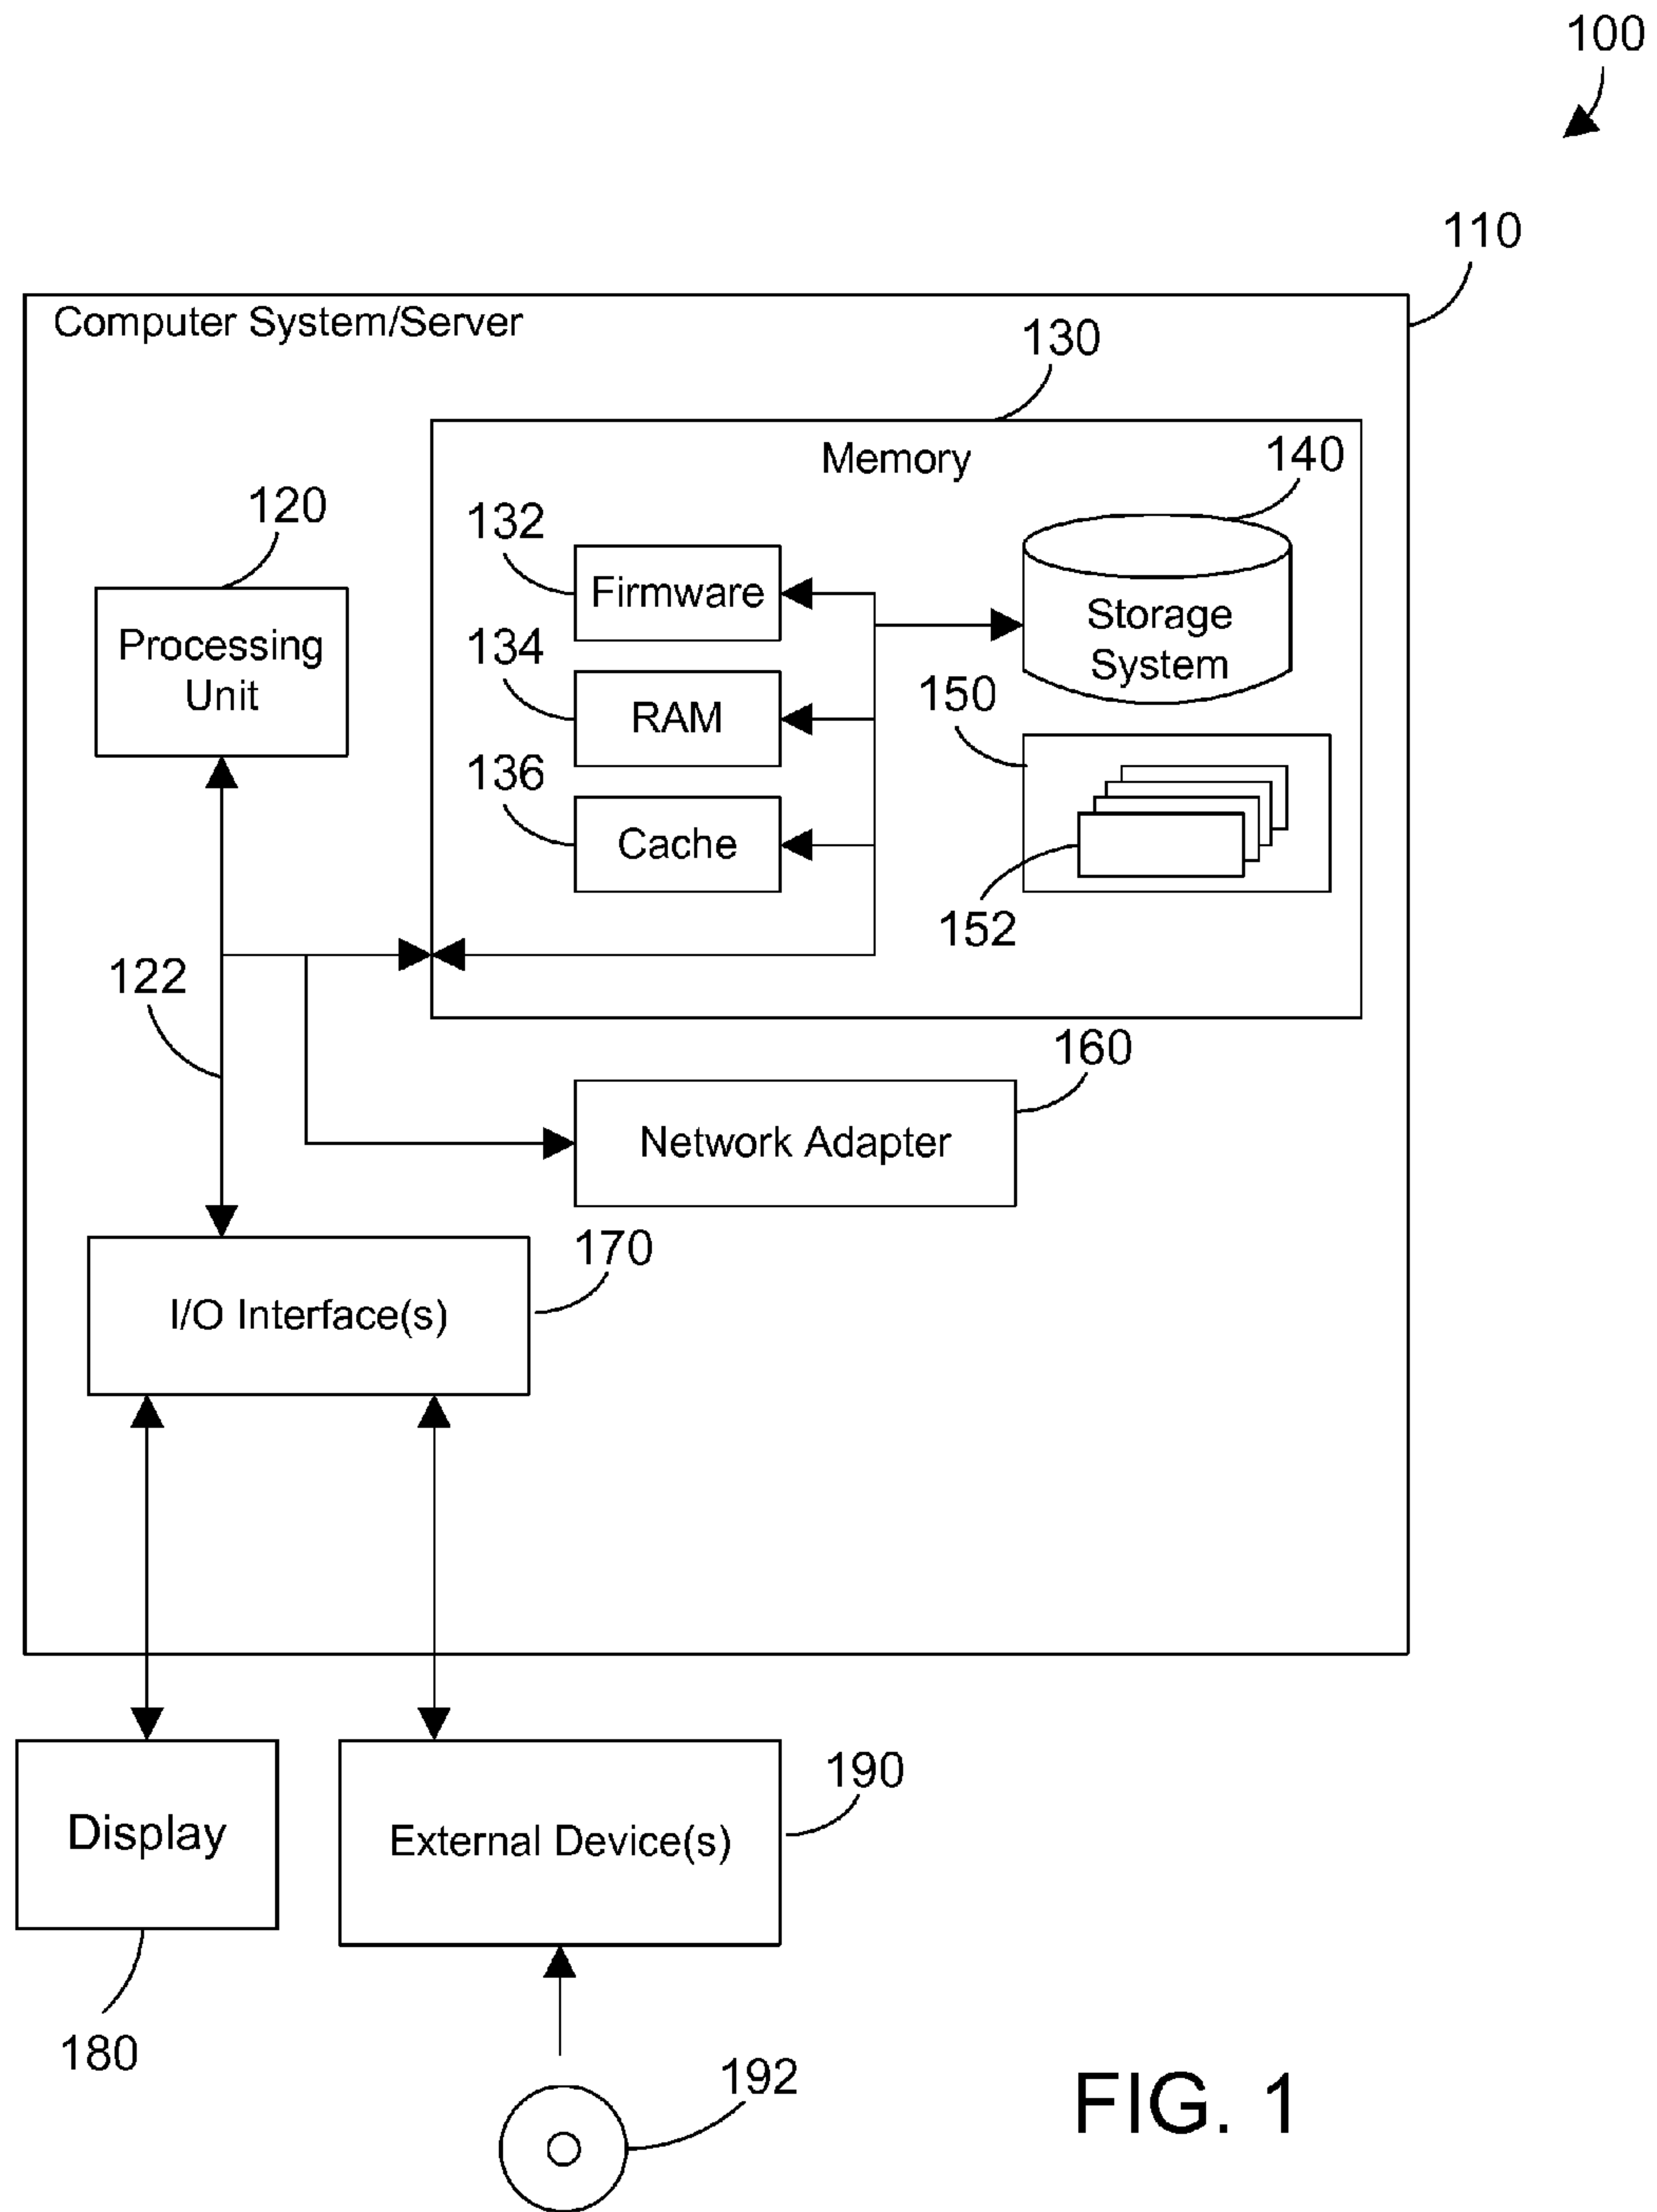 100
110
Computer System/Server
130
Memory
140
120
132
Firmware
Storage
System
Processing
Unit
134
RAM
150
136
Cache
152
122
160
Network Adapter
170
I/O Interface(s)
190
Display
External Device(s)
180
192
FIG. 1